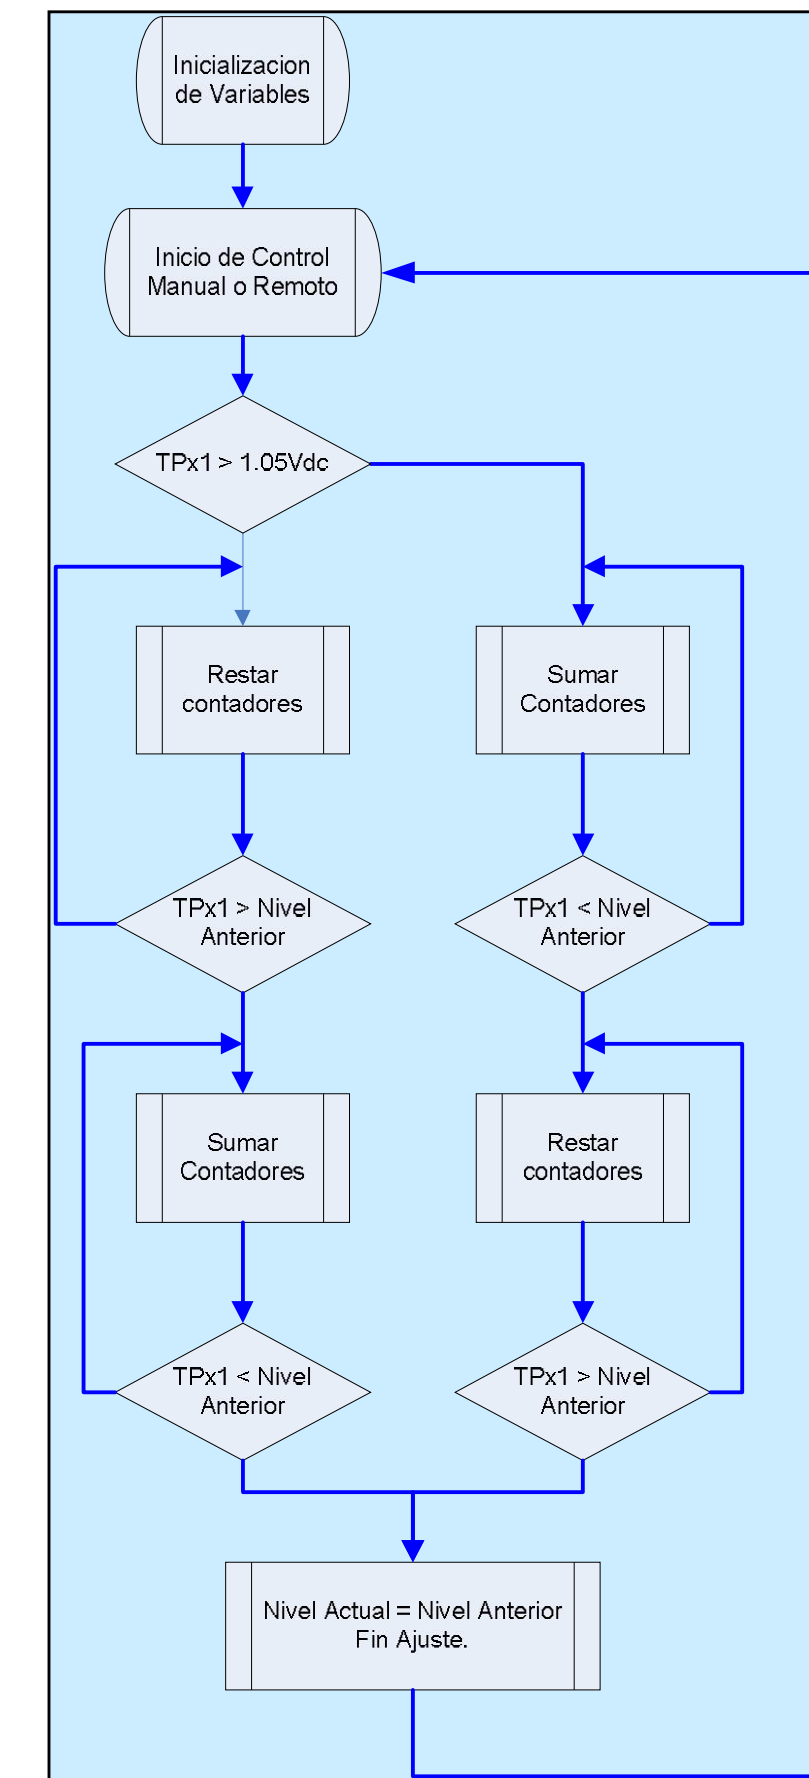 Inicializacion
de Variables
Inicio de Control
Manual o Remoto
TPx1 > 1.05Vdc
Restar
contadores
Sumar
Contadores
TPx1 > Nivel
Anterior
TPx1 < Nivel
Anterior
Sumar
Contadores
Restar
contadores
TPx1 < Nivel
Anterior
TPx1 > Nivel
Anterior
Nivel Actual = Nivel Anterior
Fin Ajuste.